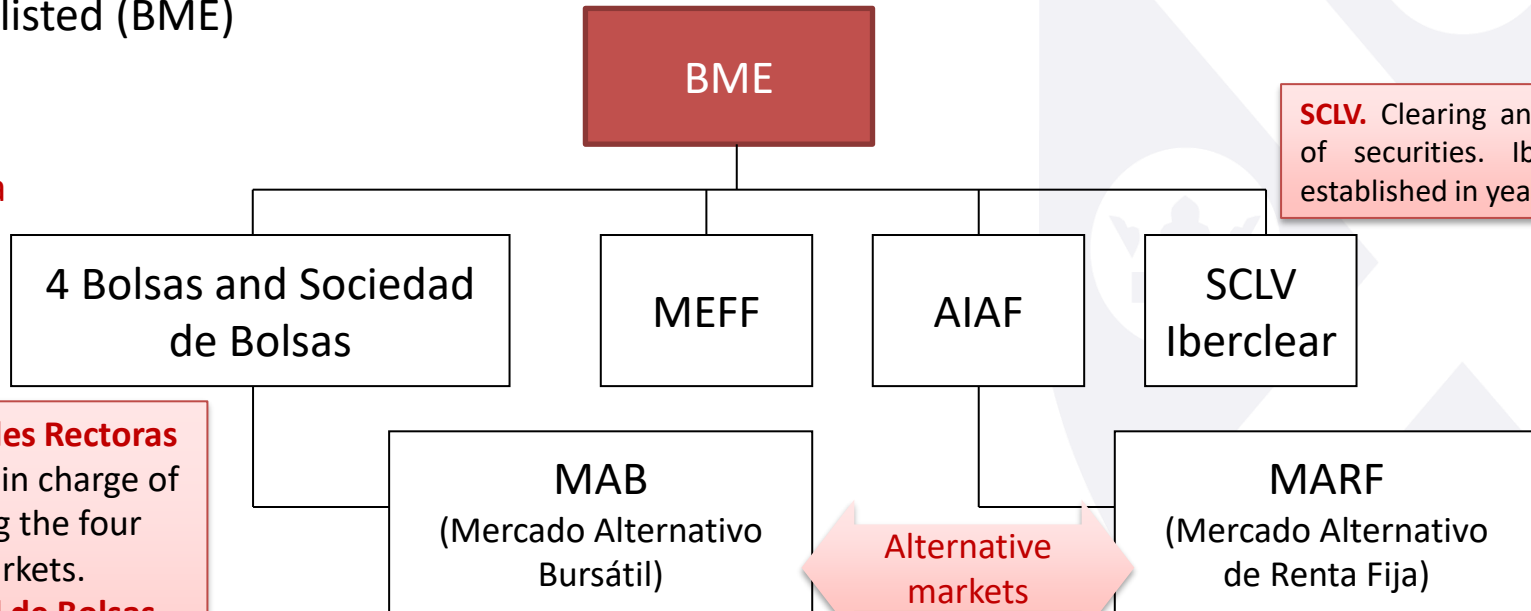 listed (BME)
BME
SCLV. Clearing an
of securities. Ib
established in yea
a
4 Bolsas and Sociedad
de Bolsas
MEFF
AIAF
SCLV
Iberclear
des Rectoras
in charge of
g the four
rkets.
l de Bolsas
MAB
(Mercado Alternativo
Bursátil)
Alternative
markets
MARF
(Mercado Alternativo
de Renta Fija)